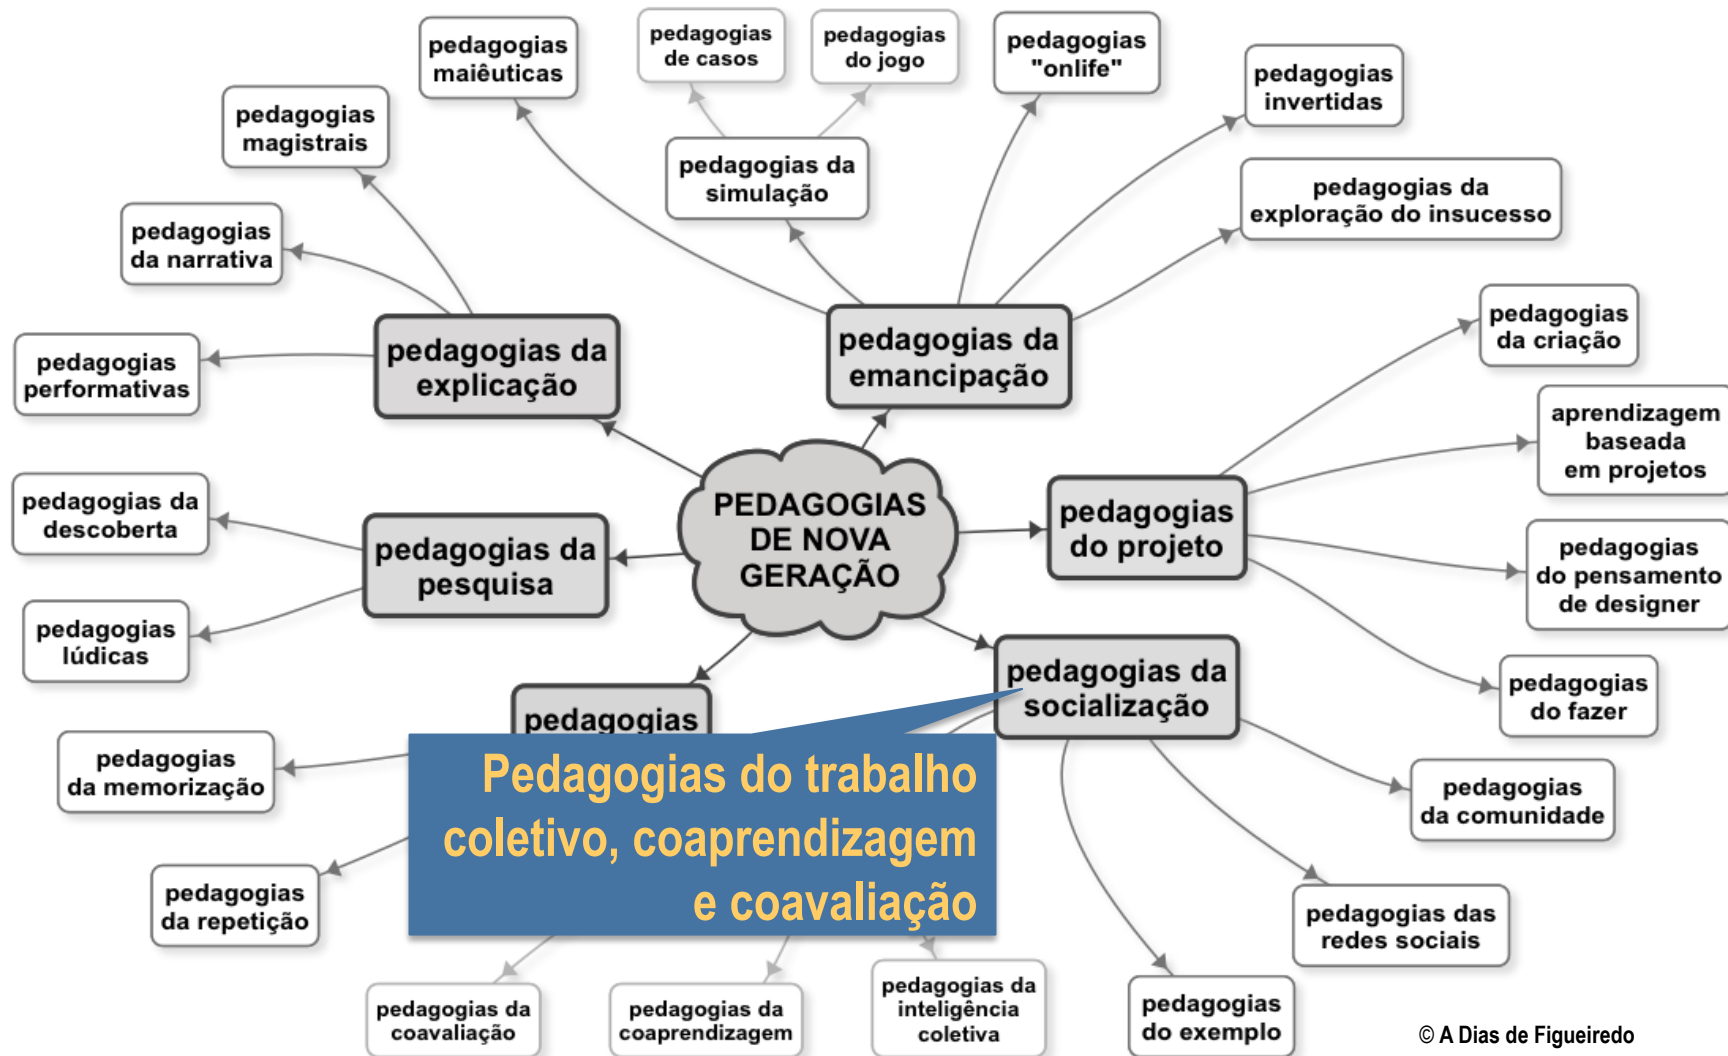 pedagogias
maiêuticas
pedagogias
de casos
pedagogias
do jogo
pedagogias
"onlife"
pedagogias
invertidas
pedagogias
magistrais
pedagogias da
simulação
pedagogias da
exploração do insucesso
pedagogias
da narrativa
pedagogias
performativas
pedagogias da
explicação
pedagogias da
emancipação
pedagogias
da criação
aprendizagem
baseada
em projetos
pedagogias da
descoberta
pedagogias da
pesquisa
PEDAGOGIAS
DE NOVA
GERAÇÃO
pedagogias
do projeto
pedagogias
do pensamento
de designer
pedagogias
lúdicas
pedagogias
pedagogias da
socialização
pedagogias
do fazer
pedagogias
da memorização
Pedagogias do trabalho
coletivo, coaprendizagem
e coavaliação
pedagogias
da comunidade
pedagogias
da repetição
pedagogias das
redes sociais
pedagogias da
coavaliação
pedagogias da
coaprendizagem
pedagogias da
inteligência
coletiva
pedagogias
do exemplo
© A Dias de Figueiredo